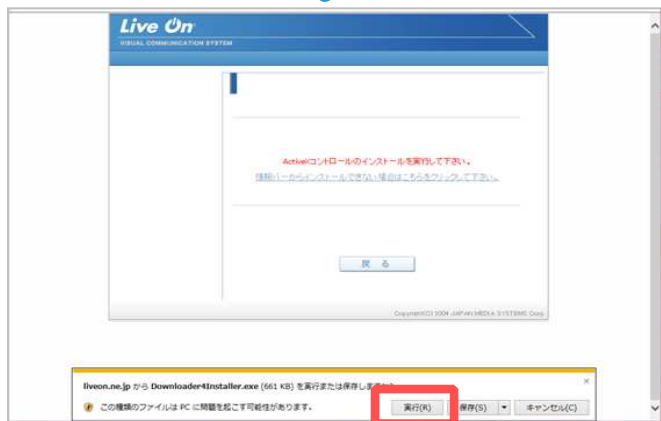 Live On
VISUAL COMMUNICATION SYSTEM
ActiveXコントロールのインストールを実行して下さい。
情報バーからインストールできない場合はこちらをクリックして下さい。
戻 る
Copyright(C) 2004 JAPAN MEDIA SYSTEMS Corp.
liveon.ne.jp から Downloader4Installer.exe (661 KB) を実行または保存しますか?
×
この種類のファイルは PC に問題を起こす可能性があります。
実行(R)
保存(S)
キャンセル(C)